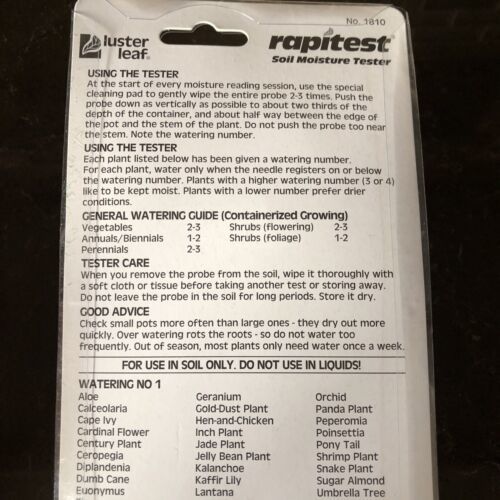 No. 1810
luster
leaf®
rapitest®
Soil Moisture Tester
USING THE TESTER
At the start of every moisture reading session, use the special
cleaning pad to gently wipe the entire probe 2-3 times. Push the
probe down as vertically as possible to about two thirds of the
depth of the container, and about half way between the edge of
the pot and the stem of the plant. Do not push the probe too near
the stem. Note the watering number.
USING THE TESTER
Each plant listed below has been given a watering number.
For each plant, water only when the needle registers on or below
the watering number. Plants with a higher watering number (3 or 4)
like to be kept moist. Plants with a lower number prefer drier
conditions.
GENERAL WATERING GUIDE (Containerized Growing)
Vegetables 2-3 Shrubs (flowering) 2-3
Annuals/Biennials 1-2 Shrubs (foliage) 1-2
Perennials 2-3
TESTER CARE
When you remove the probe from the soil, wipe it thoroughly with
a soft cloth or tissue before taking another test or storing away.
Do not leave the probe in the soil for long periods. Store it dry.
GOOD ADVICE
Check small pots more often than large ones - they dry out more
quickly. Over watering rots the roots - so do not water too
frequently. Out of season, most plants only need water once a week.
FOR USE IN SOIL ONLY. DO NOT USE IN LIQUIDS!
WATERING NO 1
Aloe Geranium Orchid
Calceolaria Gold-Dust Plant Panda Plant
Cape Ivy Hen-and-Chicken Peperomia
Cardinal Flower Inch Plant Poinsettia
Century Plant Jade Plant Pony Tail
Ceropegia Jelly Bean Plant Shrimp Plant
Diplandenia Kalanchoe Snake Plant
Dumb Cane Kaffir Lily Sugar Almond
Euonymus Lantana Umbrella Tree